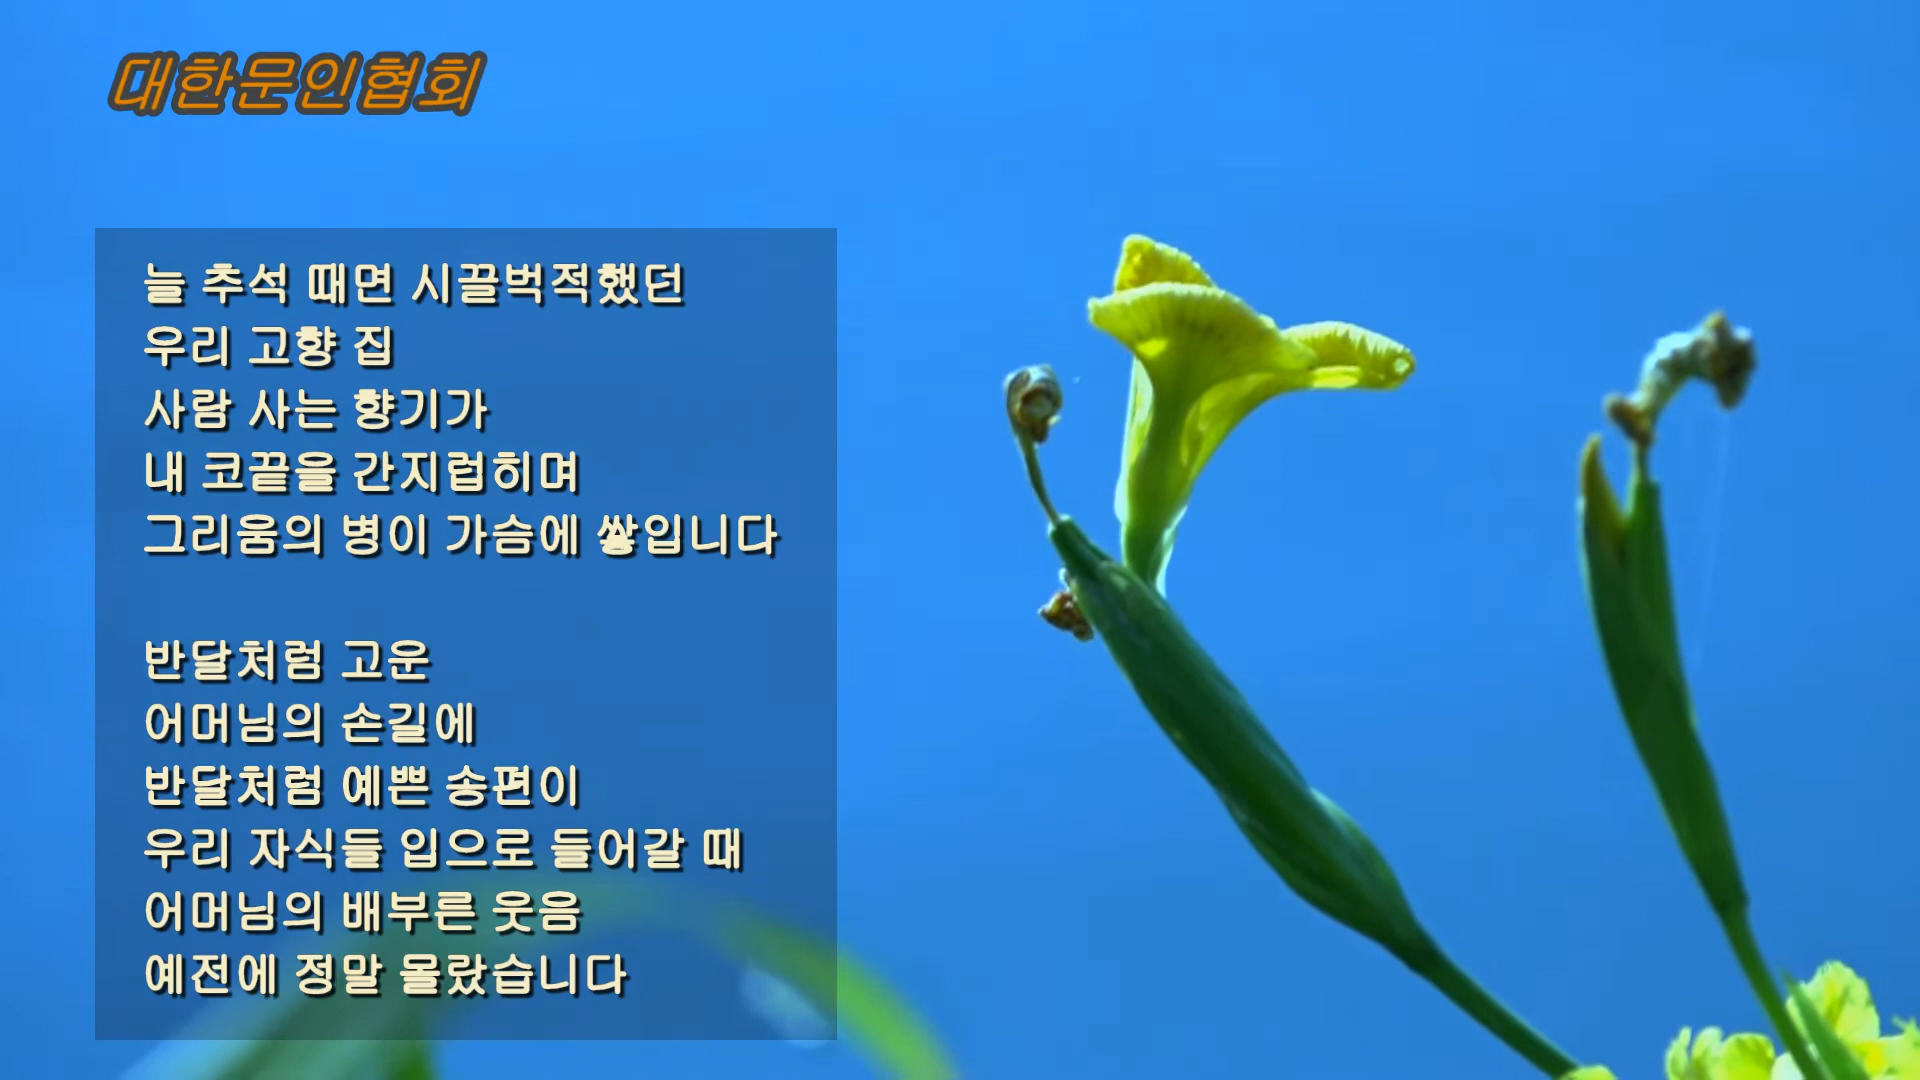 대한문인협회
늘 추석 때면 시끌벅적했던
우리 고향 집
사람 사는 향기가
내 코끝을 간지럽히며
그리움의 병이 가슴에 쌓입니다
반달처럼 고운
어머님의 손길에
반달처럼 예쁜 송편이
우리 자식들 입으로 들어갈 때
어머님의 배부른 웃음
예전에 정말 몰랐습니다